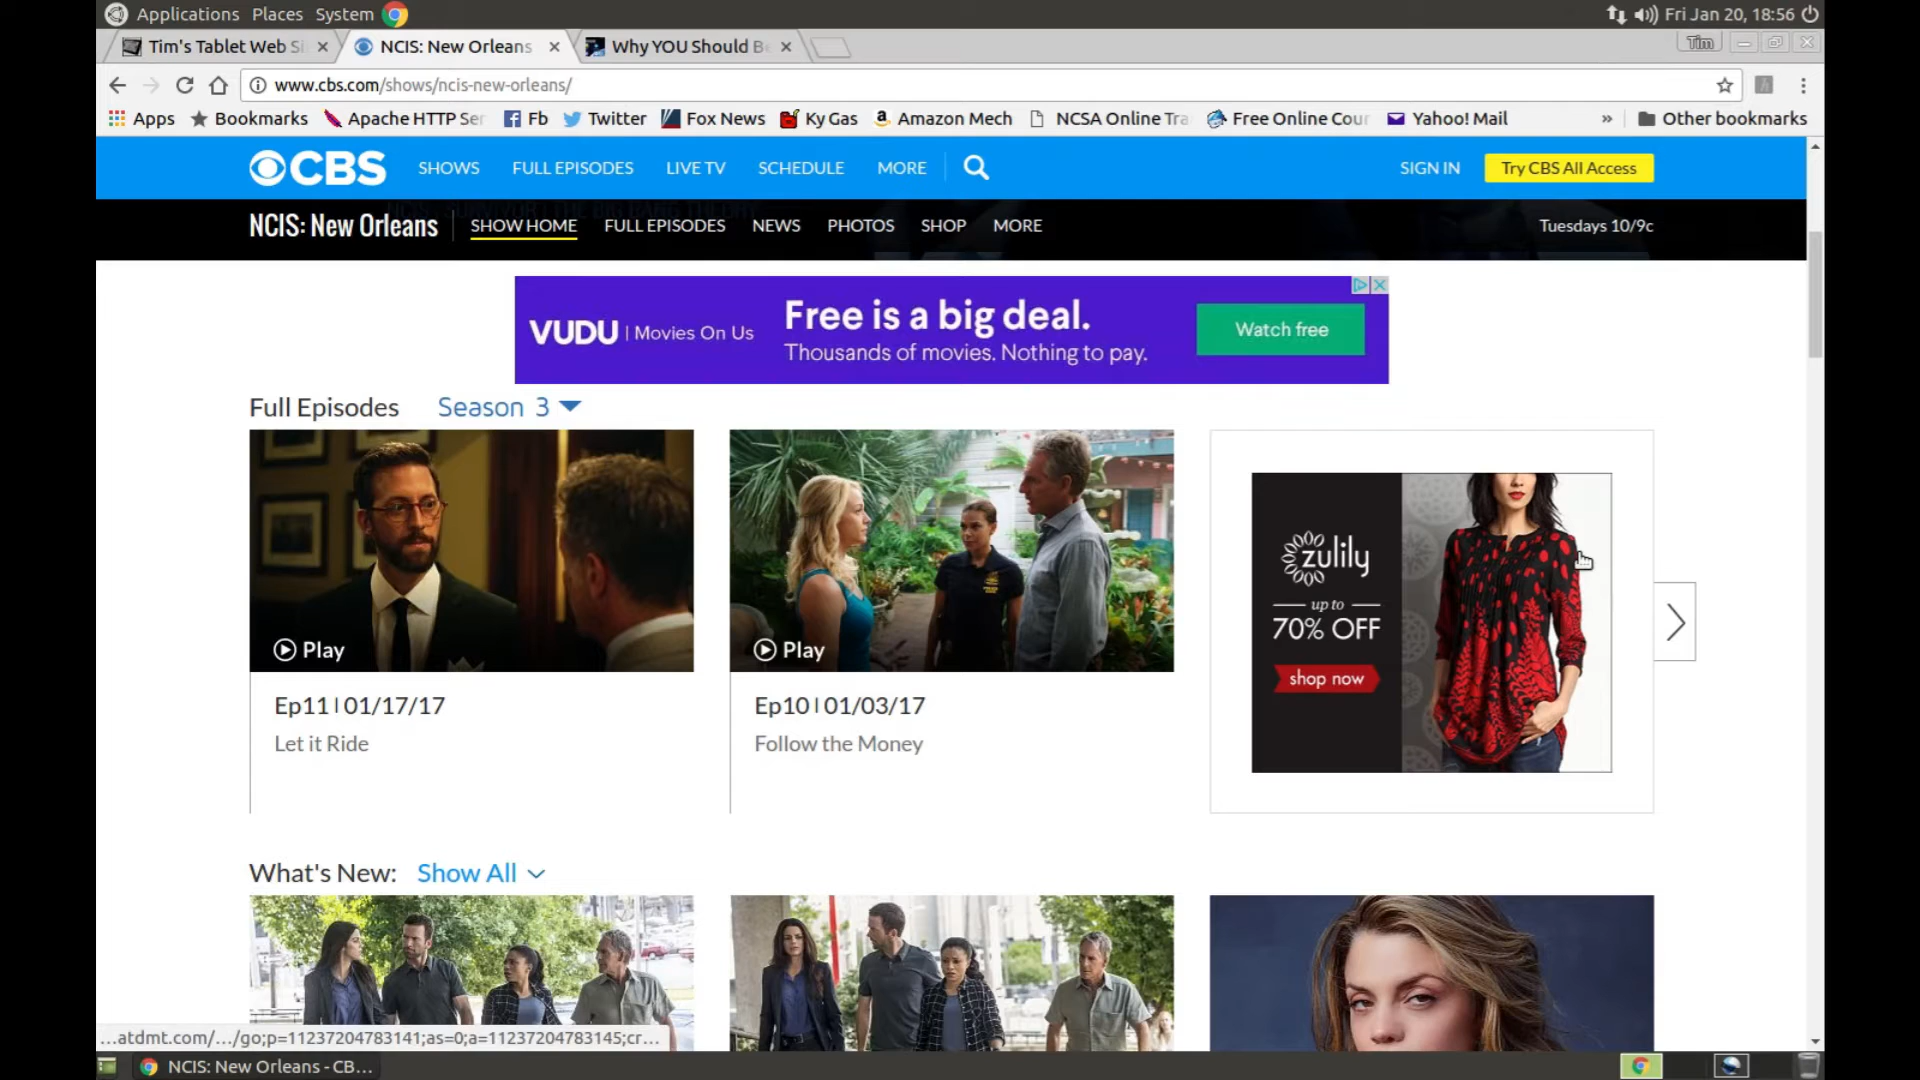 Applications Places System
Fri Jan 20, 18:56
Tim's Tablet Web Si
NCIS: New Orleans
Why YOU Should B
Tim
www.cbs.com/shows/ncis-new-orleans/
Apps
Bookmarks
Apache HTTP Ser
Fb
Twitter
Fox News
Ky Gas
Amazon Mech
NCSA Online Tra
Free Online Cour
Yahoo! Mail
»
Other bookmarks
CBS
SHOWS
FULL EPISODES
LIVE TV
SCHEDULE
MORE
SIGN IN
Try CBS All Access
NCIS: New Orleans
SHOW HOME
FULL EPISODES
NEWS
PHOTOS
SHOP
MORE
Tuesdays 10/9c
VUDU | Movies On Us
Free is a big deal.
Thousands of movies. Nothing to pay.
Watch free
Full Episodes
Season 3
Play
Play
zulily
up to
70% OFF
shop now
Ep11 | 01/17/17
Let it Ride
Ep10 | 01/03/17
Follow the Money
What's New:
Show All
...atdmt.com/.../go;p=11237204783141;as=0;a=11237204783145;cr...
NCIS: New Orleans - CB...